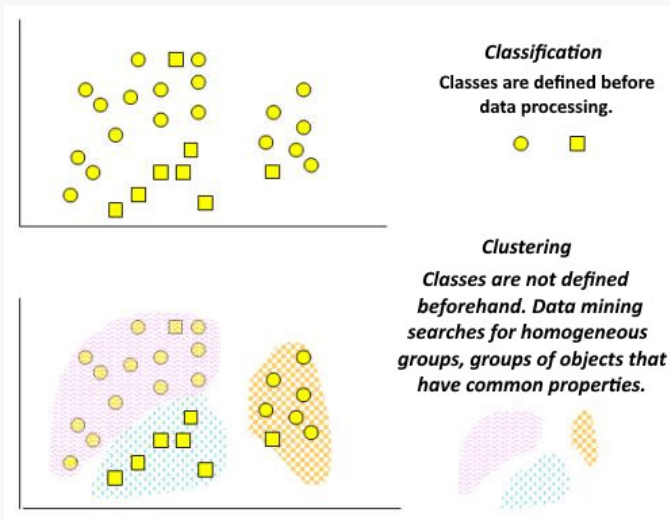 Classification
Classes are defined before
data processing.
Clustering
Classes are not defined
beforehand. Data mining
searches for homogeneous
groups, groups of objects that
have common properties.